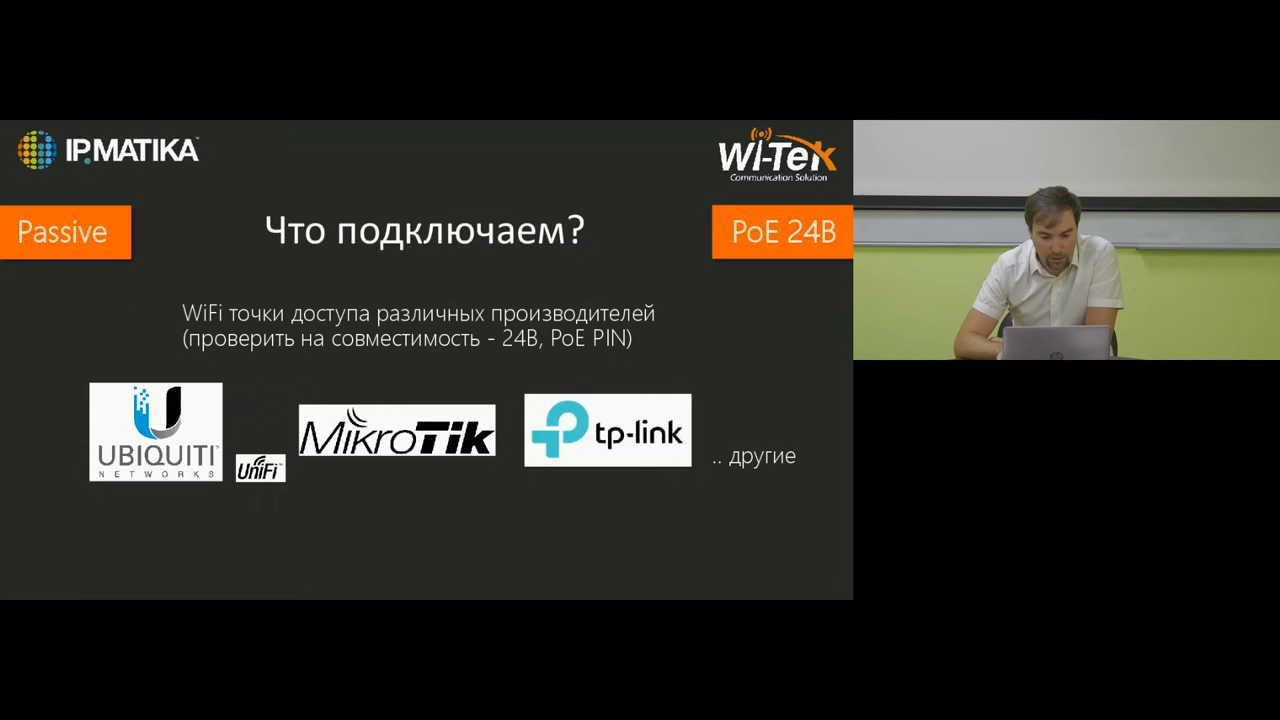 IP.MATIKA
Wi-Tek
Communication Solution
Passive
Что подключаем?
PoE 24В
WiFi точки доступа различных производителей
(проверить на совместимость - 24В, PoE PIN)
UBIQUITI
NETWORKS
UniFi
MikroTik
tp-link
.. другие
hp